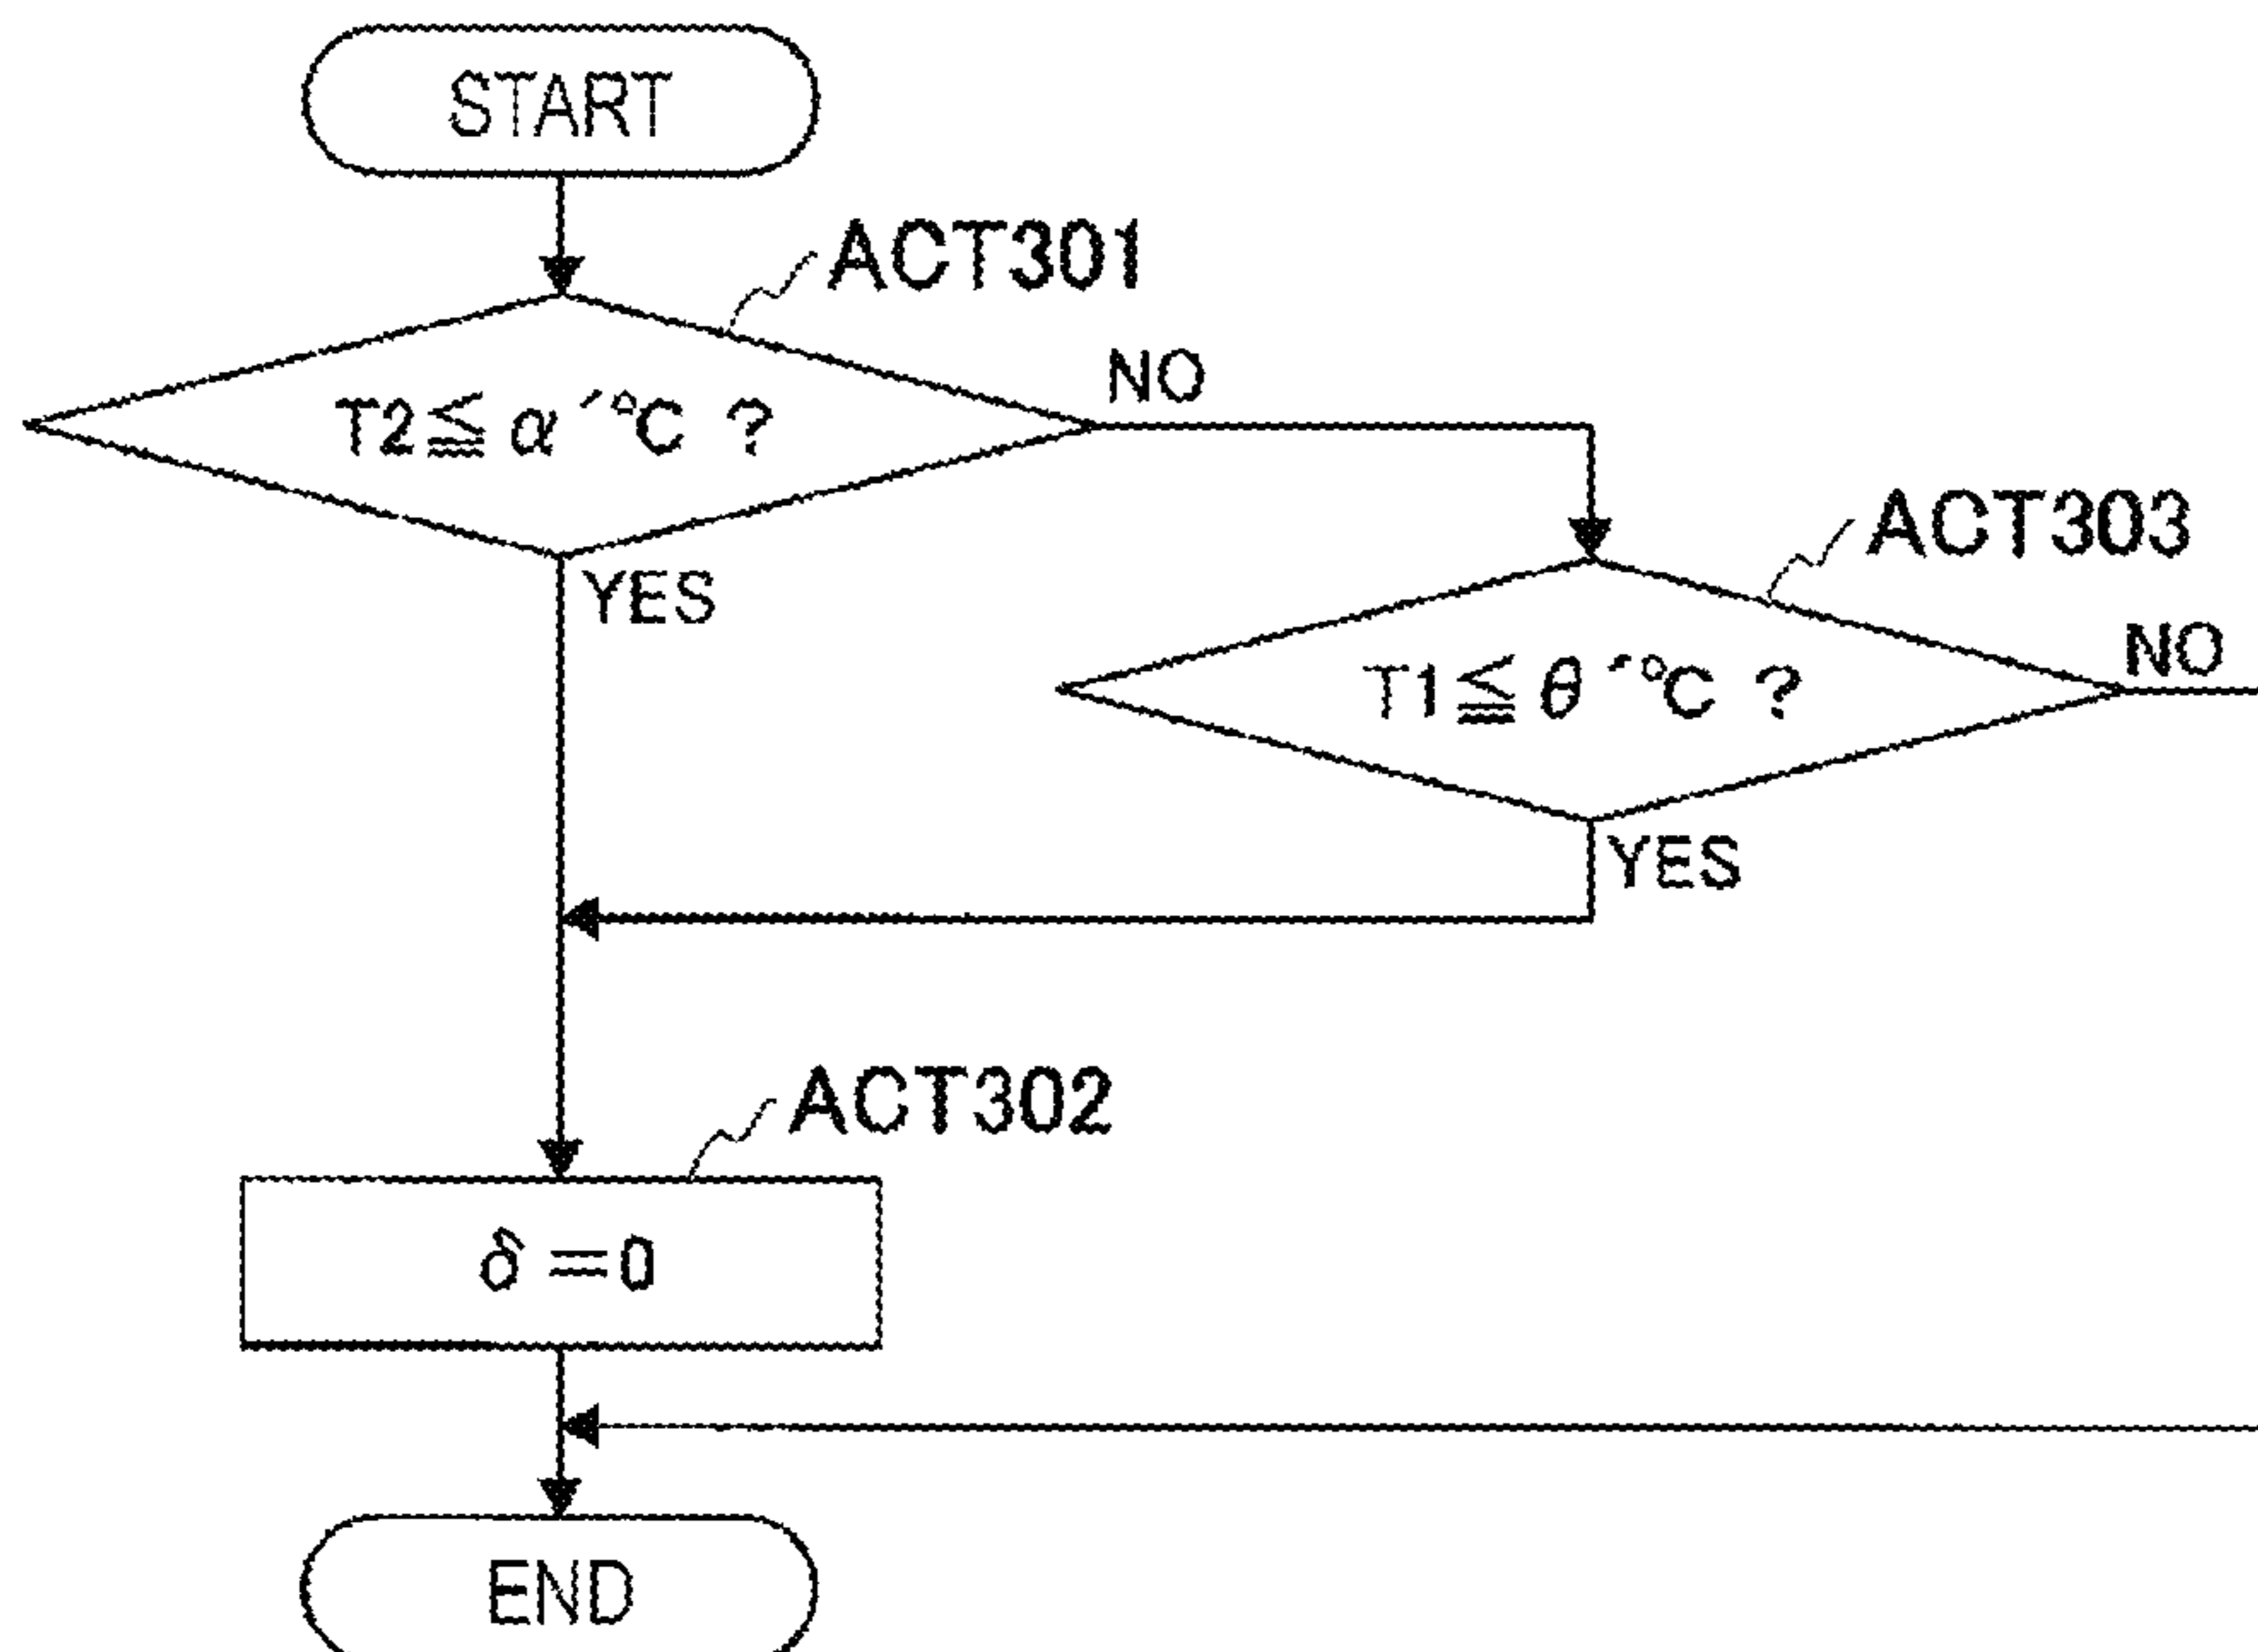 START
ACT301
T2≦α´℃ ?
NO
YES
ACT303
T1≦θ´℃ ?
NO
YES
ACT302
δ=0
END